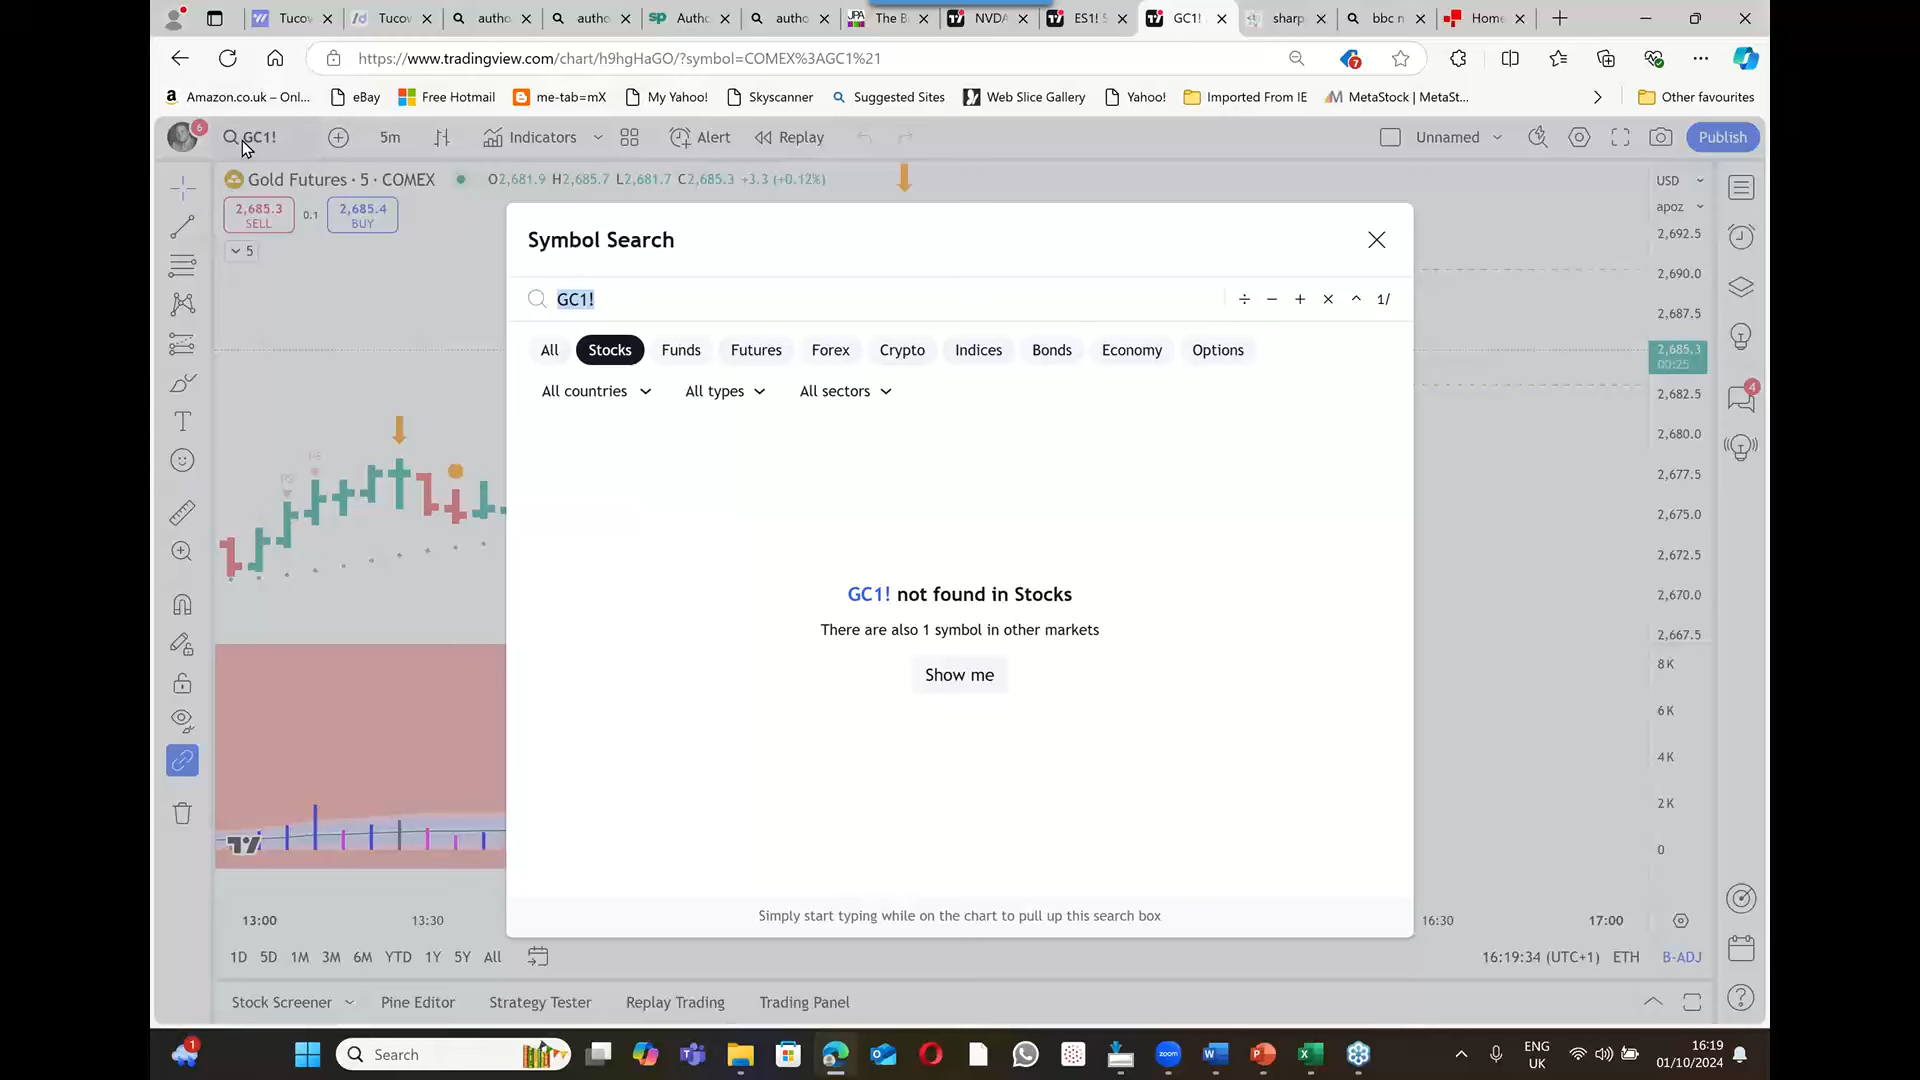 Tucov
Tucov
autho
autho
Autho
autho
The B
NVDA
ES1! S
GC1!
sharp
bbc n
Home
https://www.tradingview.com/chart/h9hgHaGO/?symbol=COMEX%3AGC1%21
7
Amazon.co.uk – Onl...
eBay
Free Hotmail
me-tab=mX
My Yahoo!
Skyscanner
Suggested Sites
Web Slice Gallery
Yahoo!
Imported From IE
MetaStock | MetaSt...
Other favourites
6
GC1!
5m
Indicators
Alert
Replay
Unnamed
Publish
Gold Futures · 5 · COMEX
O2,681.9 H2,685.7 L2,681.7 C2,685.3 +3.3 (+0.12%)
USD
apoz
2,685.3
SELL
0.1
2,685.4
BUY
5
Symbol Search
GC1!
1/
All
Stocks
Funds
Futures
Forex
Crypto
Indices
Bonds
Economy
Options
All countries
All types
All sectors
GC1! not found in Stocks
There are also 1 symbol in other markets
Show me
Simply start typing while on the chart to pull up this search box
2,692.5
2,690.0
2,687.5
2,685.3
00:25
2,682.5
2,680.0
2,677.5
2,675.0
2,672.5
2,670.0
2,667.5
8K
6K
4K
2K
0
4
13:00
13:30
16:30
17:00
1D
5D
1M
3M
6M
YTD
1Y
5Y
All
16:19:34 (UTC+1)
ETH
B-ADJ
Stock Screener
Pine Editor
Strategy Tester
Replay Trading
Trading Panel
1
Search
zoom
ENG
UK
16:19
01/10/2024